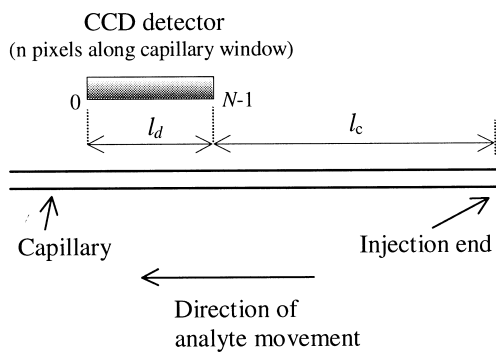 CCD detector
(n pixels along capillary window)
0
N-1
l_d
l_c
Capillary
Injection end
Direction of
analyte movement